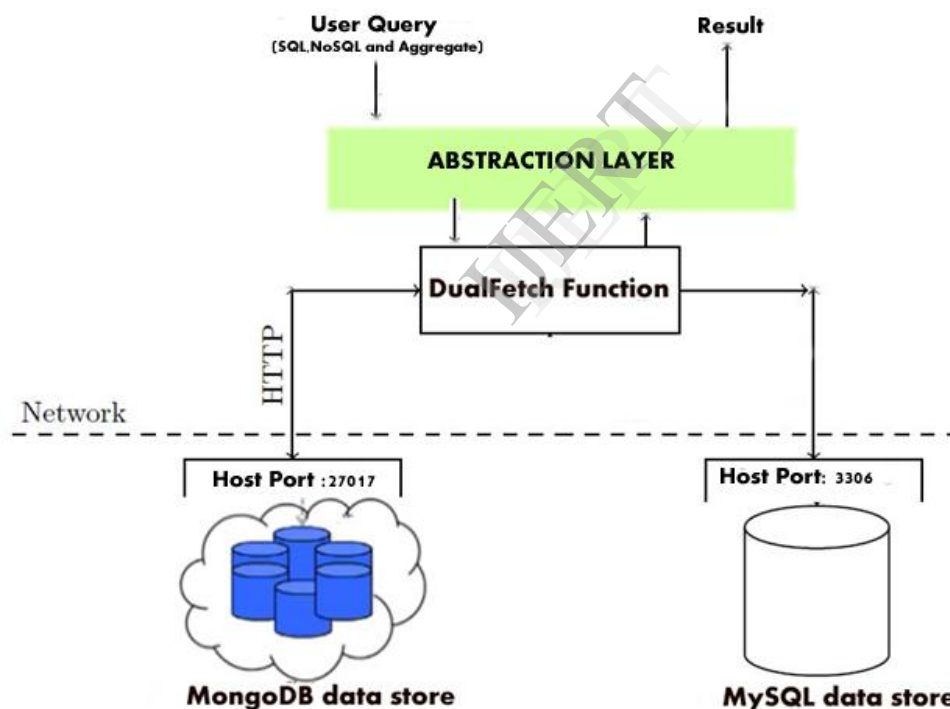 User Query
(SQL,NoSQL and Aggregate)
Result
ABSTRACTION LAYER
IJERT
DualFetch Function
HTTP
Network
Host Port :27017
Host Port: 3306
MongoDB data store
MySQL data store